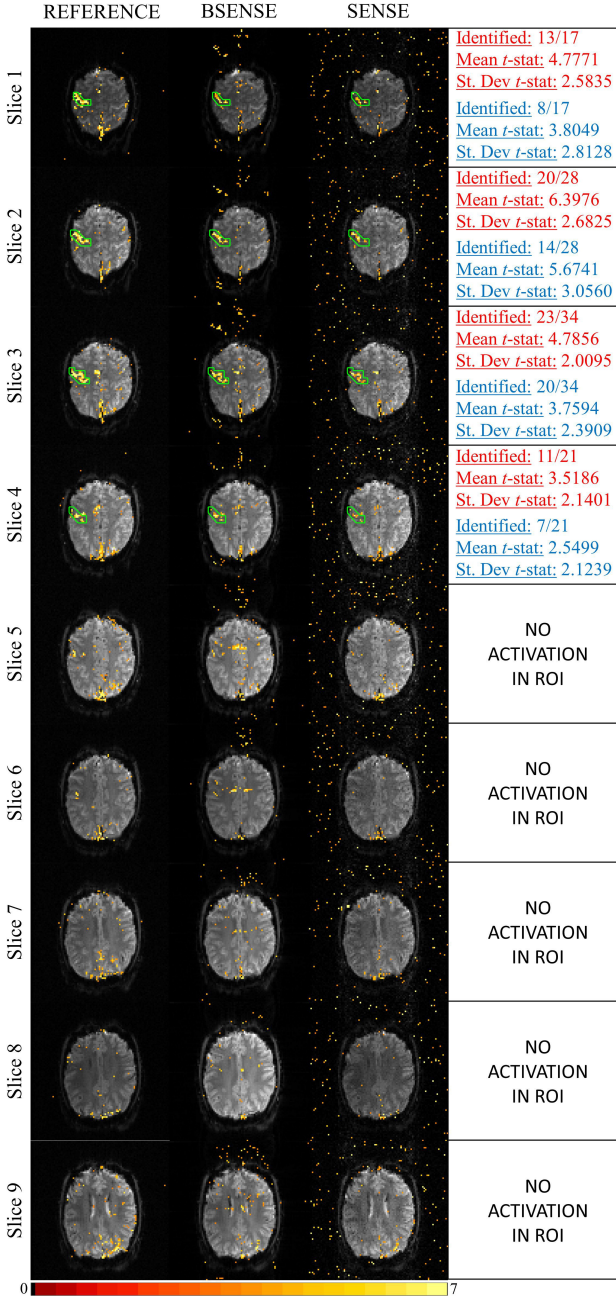 REFERENCE BSENSE SENSE
Slice 1
Identified: 13/17
Mean t-stat: 4.7771
St. Dev t-stat: 2.5835
Identified: 8/17
Mean t-stat: 3.8049
St. Dev t-stat: 2.8128
Slice 2
Identified: 20/28
Mean t-stat: 6.3976
St. Dev t-stat: 2.6825
Identified: 14/28
Mean t-stat: 5.6741
St. Dev t-stat: 3.0560
Slice 3
Identified: 23/34
Mean t-stat: 4.7856
St. Dev t-stat: 2.0095
Identified: 20/34
Mean t-stat: 3.7594
St. Dev t-stat: 2.3909
Slice 4
Identified: 11/21
Mean t-stat: 3.5186
St. Dev t-stat: 2.1401
Identified: 7/21
Mean t-stat: 2.5499
St. Dev t-stat: 2.1239
Slice 5
NO
ACTIVATION
IN ROI
Slice 6
NO
ACTIVATION
IN ROI
Slice 7
NO
ACTIVATION
IN ROI
Slice 8
NO
ACTIVATION
IN ROI
Slice 9
NO
ACTIVATION
IN ROI
0 7